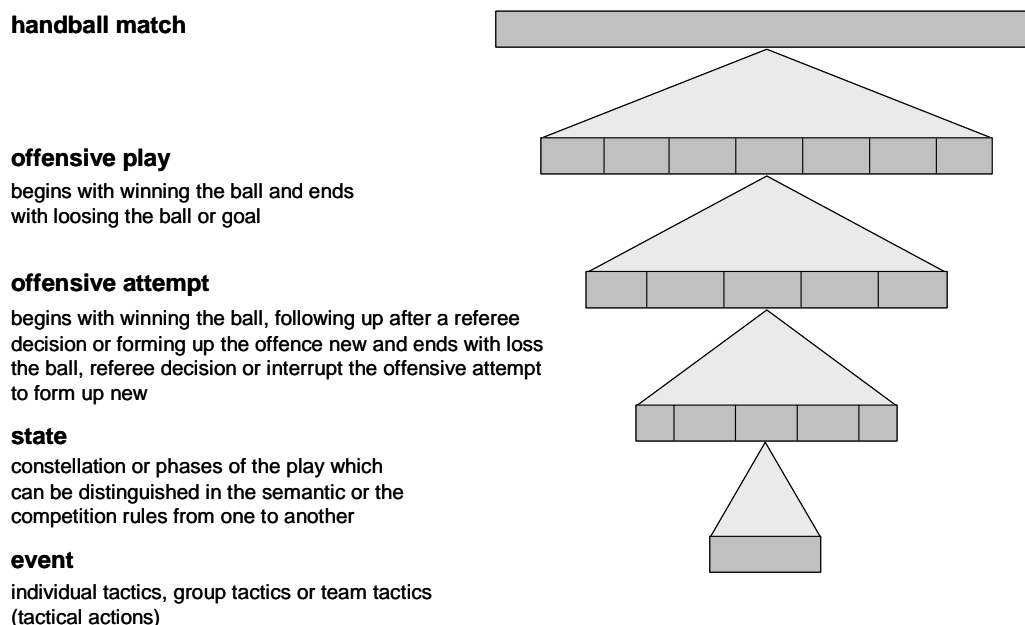 handball match
offensive play
begins with winning the ball and ends
with loosing the ball or goal
offensive attempt
begins with winning the ball, following up after a referee
decision or forming up the offence new and ends with loss
the ball, referee decision or interrupt the offensive attempt
to form up new
state
constellation or phases of the play which
can be distinguished in the semantic or the
competition rules from one to another
event
individual tactics, group tactics or team tactics
(tactical actions)